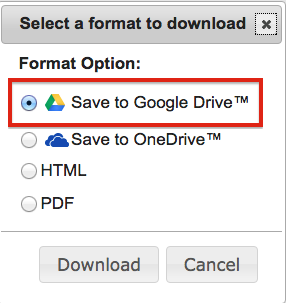 Select a format to download
Format Option:
Save to Google Drive™
Save to OneDrive™
HTML
PDF
Download Cancel